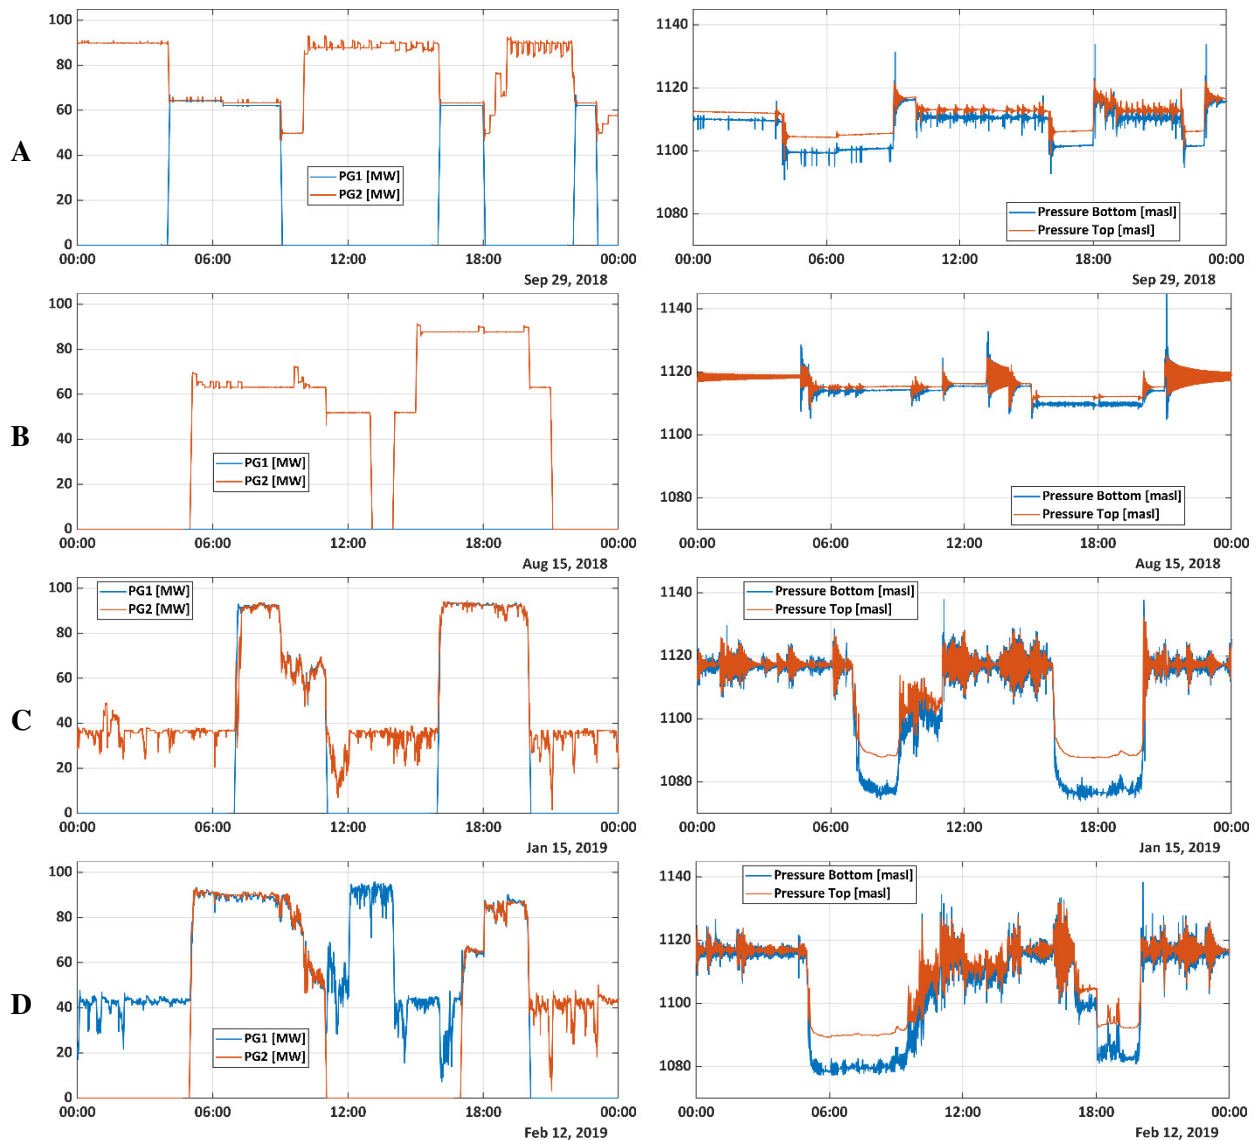 100
80
60
40
20
0
PG1 [MW]
PG2 [MW]
00:00 06:00 12:00 18:00 00:00
Sep 29, 2018
1140
1120
1100
1080
Pressure Bottom [masl]
Pressure Top [masl]
00:00 06:00 12:00 18:00 00:00
Sep 29, 2018
A
100
80
60
40
20
0
PG1 [MW]
PG2 [MW]
00:00 06:00 12:00 18:00 00:00
Aug 15, 2018
1140
1120
1100
1080
Pressure Bottom [masl]
Pressure Top [masl]
00:00 06:00 12:00 18:00 00:00
Aug 15, 2018
B
100
80
60
40
20
0
PG1 [MW]
PG2 [MW]
00:00 06:00 12:00 18:00 00:00
Jan 15, 2019
1140
1120
1100
1080
Pressure Bottom [masl]
Pressure Top [masl]
00:00 06:00 12:00 18:00 00:00
Jan 15, 2019
C
100
80
60
40
20
0
PG1 [MW]
PG2 [MW]
00:00 06:00 12:00 18:00 00:00
Feb 12, 2019
1140
1120
1100
1080
Pressure Bottom [masl]
Pressure Top [masl]
00:00 06:00 12:00 18:00 00:00
Feb 12, 2019
D